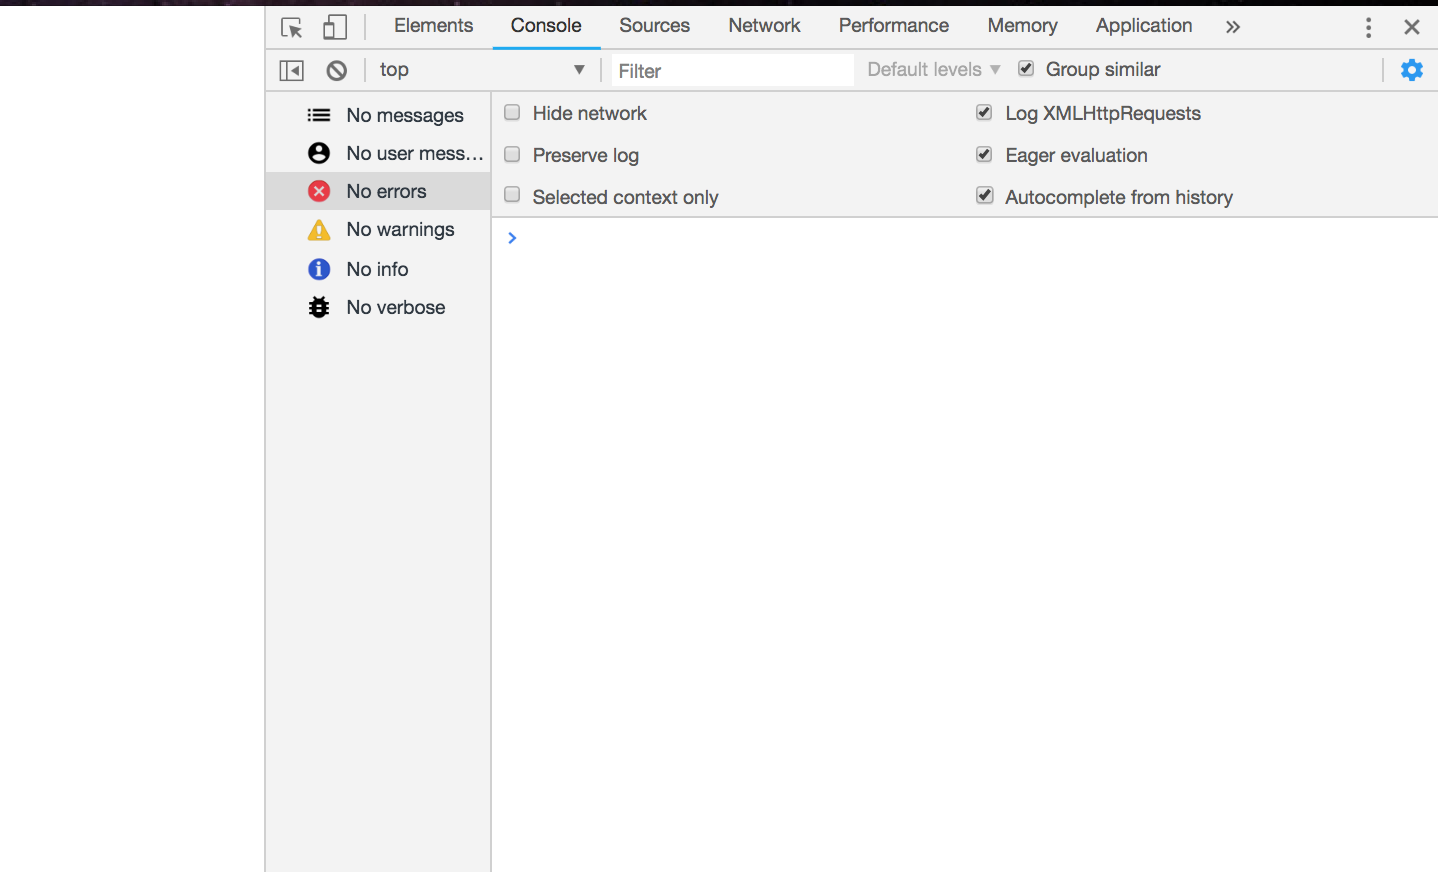 Elements Console Sources Network Performance Memory Application »
top Filter Default levels Group similar
No messages
No user mess...
No errors
No warnings
No info
No verbose
Hide network Log XMLHttpRequests
Preserve log Eager evaluation
Selected context only Autocomplete from history